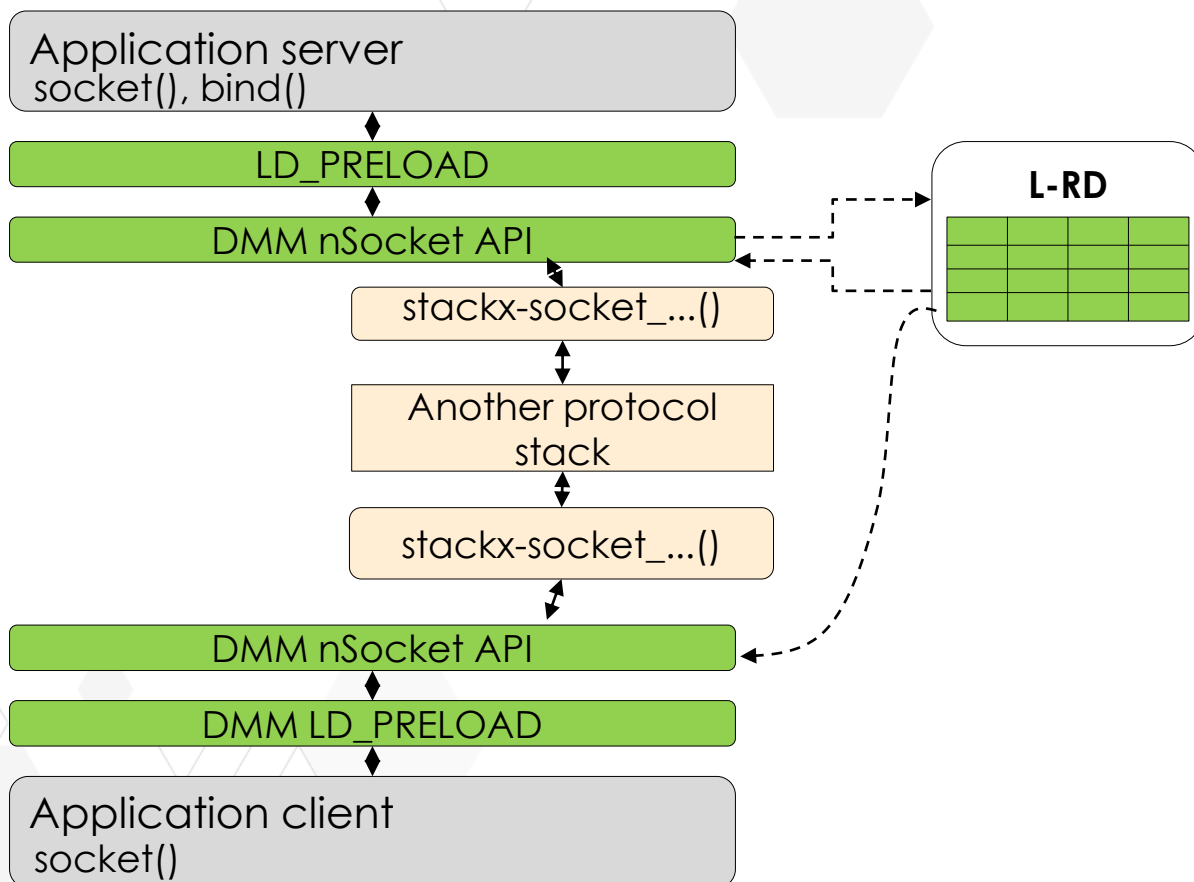 Application server
socket(), bind()
LD_PRELOAD
DMM nSocket API
L-RD
stackx-socket_...()
Another protocol
stack
stackx-socket_...()
DMM nSocket API
DMM LD_PRELOAD
Application client
socket()